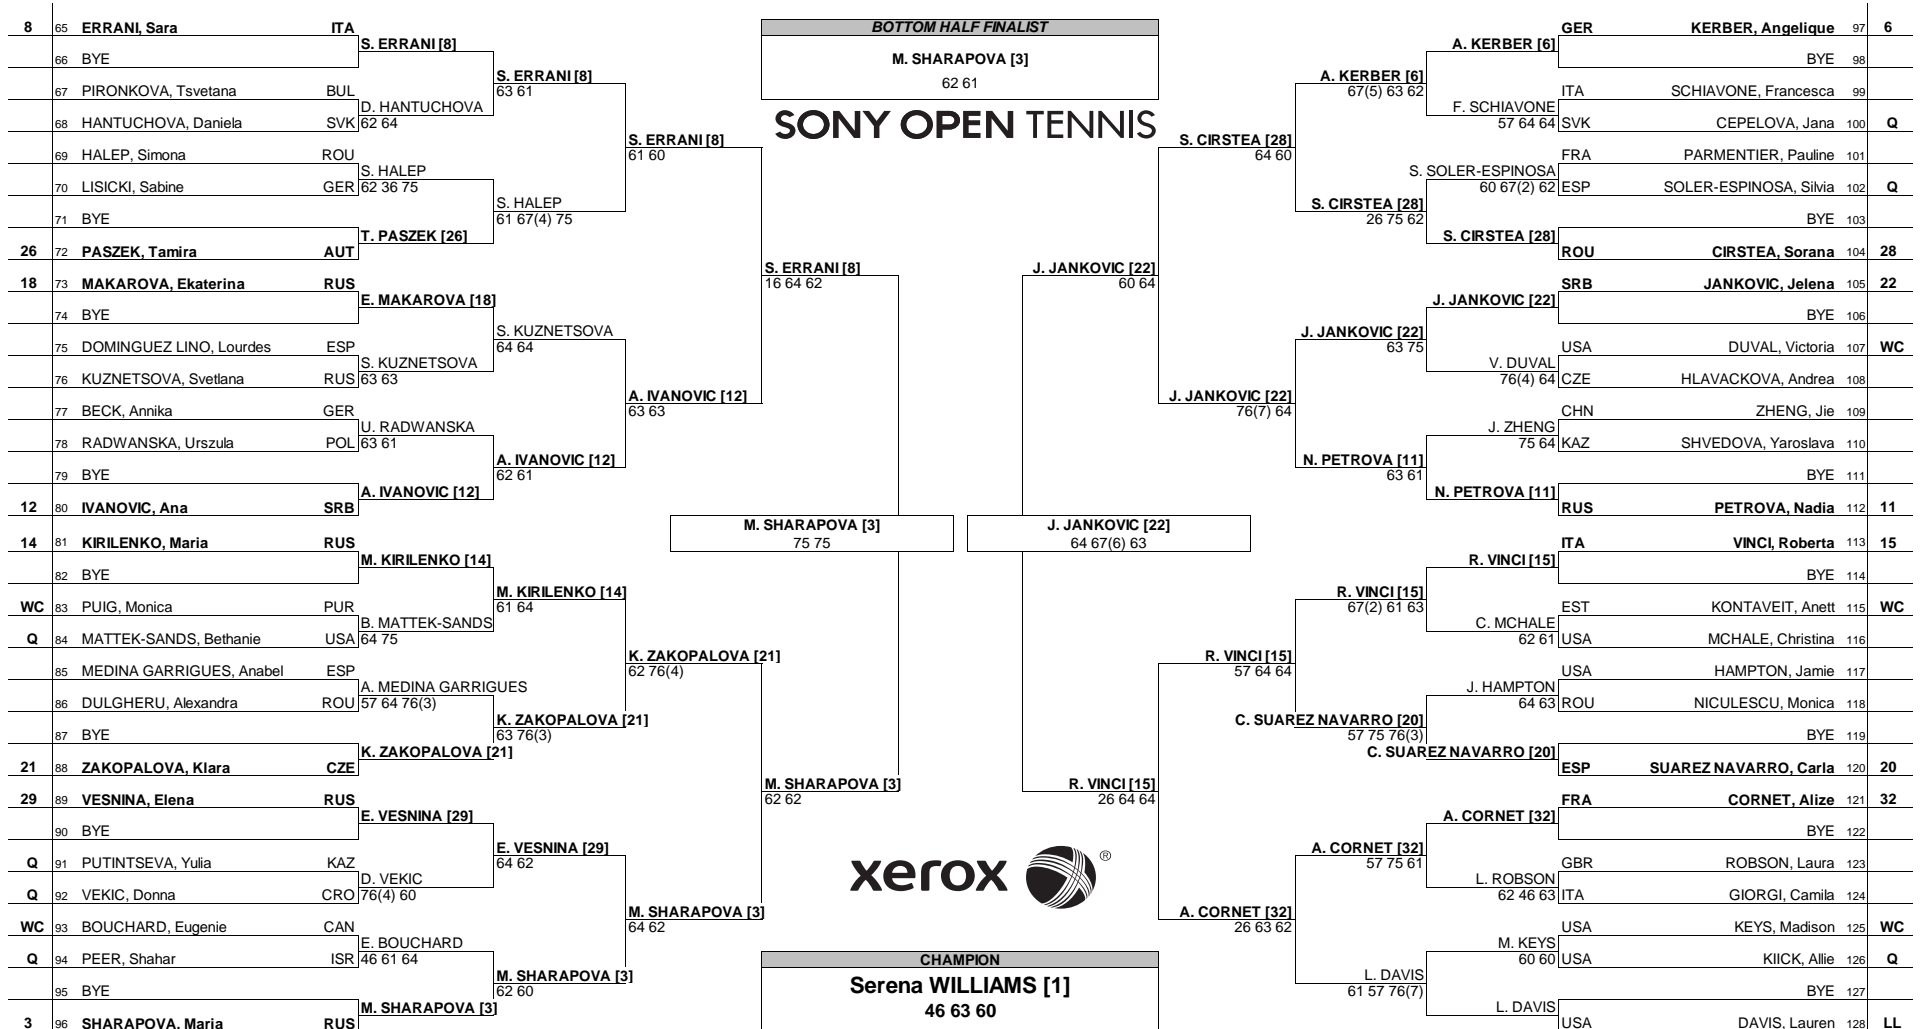 BOTTOM HALF FINALIST
M. SHARAPOVA [3]
62 61
SONY OPEN TENNIS
8 65 ERRANI, Sara ITA
S. ERRANI [8]
66 BYE
S. ERRANI [8]
63 61
67 PIRONKOVA, Tsvetana BUL
D. HANTUCHOVA
62 64
68 HANTUCHOVA, Daniela SVK
S. ERRANI [8]
61 60
69 HALEP, Simona ROU
S. HALEP
62 36 75
70 LISICKI, Sabine GER
S. HALEP
61 67(4) 75
71 BYE
T. PASZEK [26]
26 72 PASZEK, Tamira AUT
S. ERRANI [8]
16 64 62
18 73 MAKAROVA, Ekaterina RUS
E. MAKAROVA [18]
74 BYE
S. KUZNETSOVA
64 64
75 DOMINGUEZ LINO, Lourdes ESP
S. KUZNETSOVA
63 63
76 KUZNETSOVA, Svetlana RUS
A. IVANOVIC [12]
63 63
77 BECK, Annika GER
U. RADWANSKA
63 61
78 RADWANSKA, Urszula POL
A. IVANOVIC [12]
62 61
79 BYE
A. IVANOVIC [12]
12 80 IVANOVIC, Ana SRB
M. SHARAPOVA [3]
75 75
14 81 KIRILENKO, Maria RUS
M. KIRILENKO [14]
82 BYE
M. KIRILENKO [14]
61 64
WC 83 PUIG, Monica PUR
B. MATTEK-SANDS
64 75
Q 84 MATTEK-SANDS, Bethanie USA
K. ZAKOPALOVA [21]
62 76(4)
85 MEDINA GARRIGUES, Anabel ESP
A. MEDINA GARRIGUES
57 64 76(3)
86 DULGHERU, Alexandra ROU
K. ZAKOPALOVA [21]
63 76(3)
87 BYE
K. ZAKOPALOVA [21]
21 88 ZAKOPALOVA, Klara CZE
M. SHARAPOVA [3]
62 62
29 89 VESNINA, Elena RUS
E. VESNINA [29]
90 BYE
E. VESNINA [29]
64 62
Q 91 PUTINTSEVA, Yulia KAZ
D. VEKIC
76(4) 60
Q 92 VEKIC, Donna CRO
M. SHARAPOVA [3]
64 62
WC 93 BOUCHARD, Eugenie CAN
E. BOUCHARD
46 61 64
Q 94 PEER, Shahar ISR
M. SHARAPOVA [3]
62 60
95 BYE
M. SHARAPOVA [3]
3 96 SHARAPOVA, Maria RUS
GER KERBER, Angelique 97 6
A. KERBER [6]
BYE 98
A. KERBER [6]
67(5) 63 62
ITA SCHIAVONE, Francesca 99
F. SCHIAVONE
57 64 64
SVK CEPELOVA, Jana 100 Q
S. CIRSTEA [28]
64 60
FRA PARMENTIER, Pauline 101
S. SOLER-ESPINOSA
60 67(2) 62
ESP SOLER-ESPINOSA, Silvia 102 Q
S. CIRSTEA [28]
26 75 62
BYE 103
S. CIRSTEA [28]
ROU CIRSTEA, Sorana 104 28
J. JANKOVIC [22]
60 64
SRB JANKOVIC, Jelena 105 22
J. JANKOVIC [22]
BYE 106
J. JANKOVIC [22]
63 75
USA DUVAL, Victoria 107 WC
V. DUVAL
76(4) 64
CZE HLAVACKOVA, Andrea 108
J. JANKOVIC [22]
76(7) 64
CHN ZHENG, Jie 109
J. ZHENG
75 64
KAZ SHVEDOVA, Yaroslava 110
N. PETROVA [11]
63 61
BYE 111
N. PETROVA [11]
RUS PETROVA, Nadia 112 11
J. JANKOVIC [22]
64 67(6) 63
ITA VINCI, Roberta 113 15
R. VINCI [15]
BYE 114
R. VINCI [15]
67(2) 61 63
EST KONTAVEIT, Anett 115 WC
C. MCHALE
62 61
USA MCHALE, Christina 116
R. VINCI [15]
57 64 64
USA HAMPTON, Jamie 117
J. HAMPTON
64 63
ROU NICULESCU, Monica 118
C. SUAREZ NAVARRO [20]
57 75 76(3)
BYE 119
C. SUAREZ NAVARRO [20]
ESP SUAREZ NAVARRO, Carla 120 20
R. VINCI [15]
26 64 64
FRA CORNET, Alize 121 32
A. CORNET [32]
BYE 122
A. CORNET [32]
57 75 61
GBR ROBSON, Laura 123
L. ROBSON
62 46 63
ITA GIORGI, Camila 124
A. CORNET [32]
26 63 62
USA KEYS, Madison 125 WC
M. KEYS
60 60
USA KIICK, Allie 126 Q
L. DAVIS
61 57 76(7)
BYE 127
L. DAVIS
USA DAVIS, Lauren 128 LL
xerox ®
CHAMPION
Serena WILLIAMS [1]
46 63 60